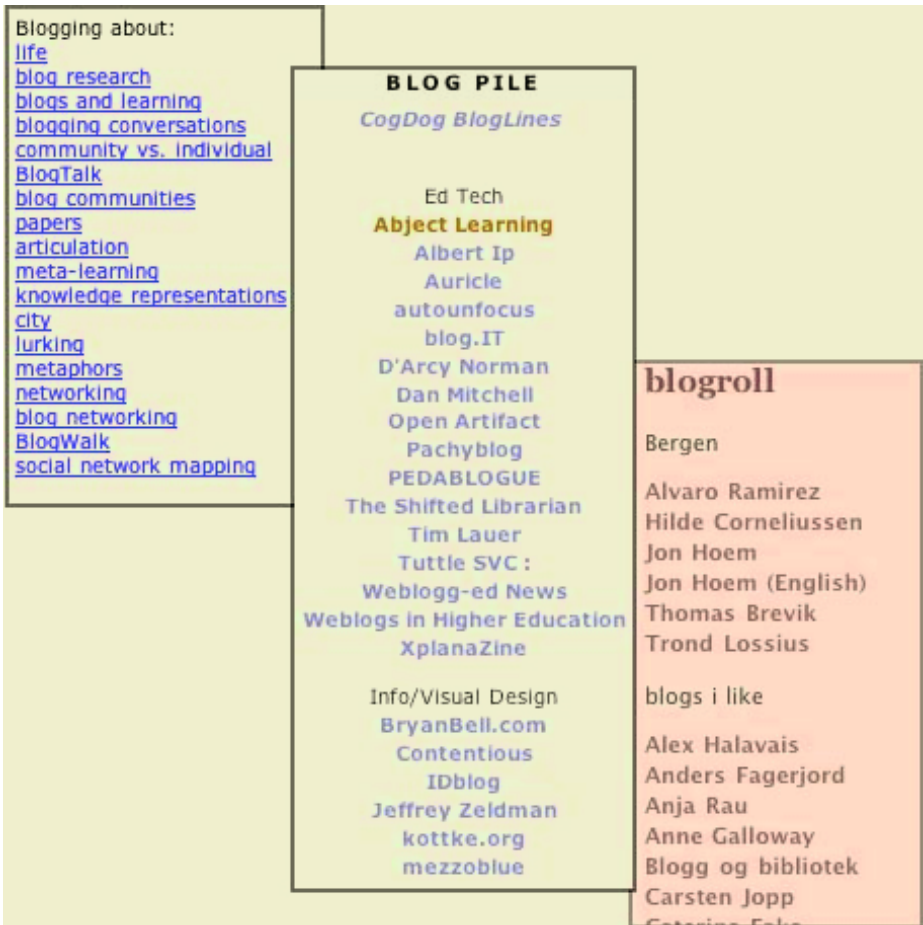 Blogging about:
life
blog research
blogs and learning
blogging conversations
community vs. individual
BlogTalk
blog communities
papers
articulation
meta-learning
knowledge representations
city
lurking
metaphors
networking
blog networking
BlogWalk
social network mapping
BLOG PILE
CogDog BlogLines
Ed Tech
Abject Learning
Albert Ip
Auricle
autounfocus
blog.IT
D'Arcy Norman
Dan Mitchell
Open Artifact
Pachyblog
PEDABLOGUE
The Shifted Librarian
Tim Lauer
Tuttle SVC :
Weblogg-ed News
Weblogs in Higher Education
XplanaZine
Info/Visual Design
BryanBell.com
Contentious
IDblog
Jeffrey Zeldman
kottke.org
mezzoblue
blogroll
Bergen
Alvaro Ramirez
Hilde Corneliussen
Jon Hoem
Jon Hoem (English)
Thomas Brevik
Trond Lossius
blogs i like
Alex Halavais
Anders Fagerjord
Anja Rau
Anne Galloway
Blogg og bibliotek
Carsten Jopp